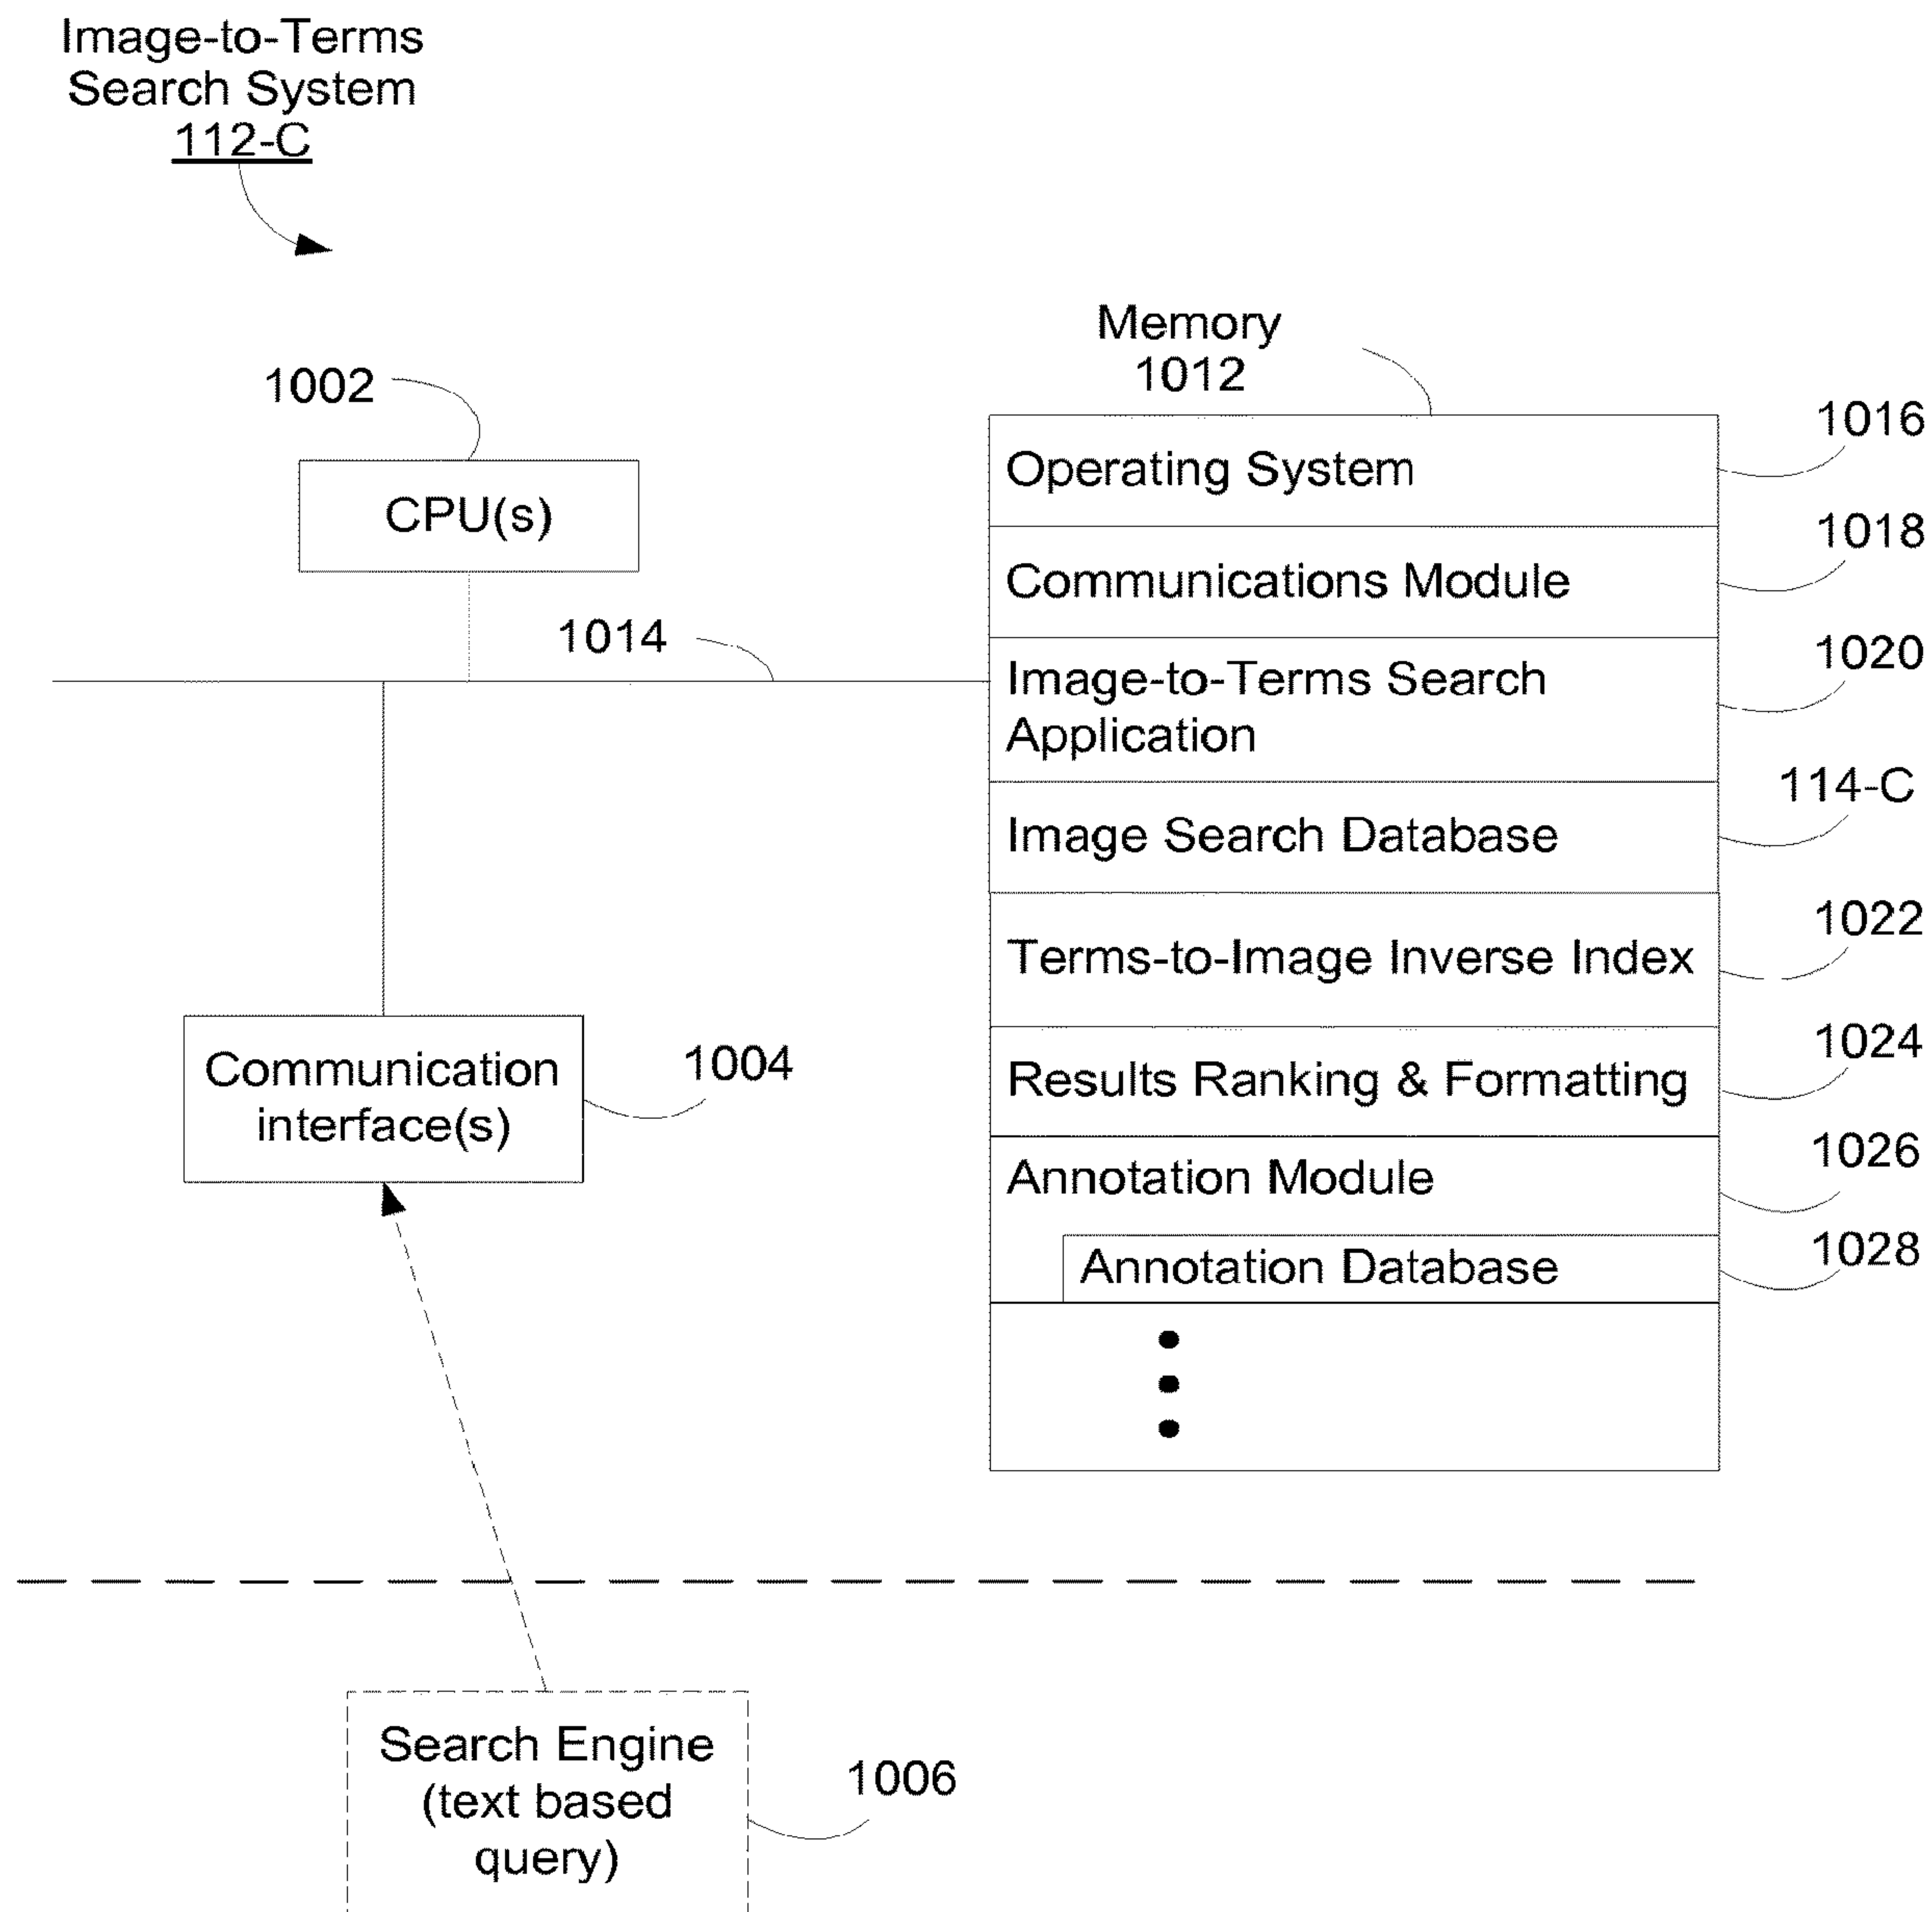 Image-to-Terms
Search System
112-C
Memory
1012
1002
1016
Operating System
CPU(s)
1018
Communications Module
1014
1020
Image-to-Terms Search
Application
114-C
Image Search Database
1022
Terms-to-Image Inverse Index
1024
Results Ranking & Formatting
Communication
interface(s)
1004
1026
Annotation Module
1028
Annotation Database
Search Engine
(text based
query)
1006